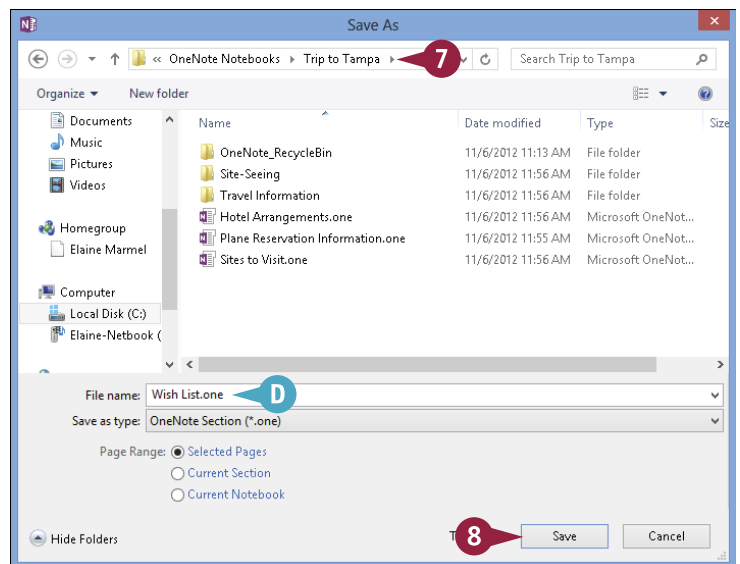 Save As
« OneNote Notebooks Trip to Tampa 7 Search Trip to Tampa
Organize New folder
Documents
Music
Pictures
Videos
Homegroup
Elaine Marmel
Computer
Local Disk (C:)
Elaine-Netbook (
Name Date modified Type Size
OneNote_RecycleBin 11/6/2012 11:13 AM File folder
Site-Seeing 11/6/2012 11:56 AM File folder
Travel Information 11/6/2012 11:56 AM File folder
Hotel Arrangements.one 11/6/2012 11:56 AM Microsoft OneNot...
Plane Reservation Information.one 11/6/2012 11:55 AM Microsoft OneNot...
Sites to Visit.one 11/6/2012 11:56 AM Microsoft OneNot...
File name: Wish List.one D
Save as type: OneNote Section (*.one)
Page Range: Selected Pages
Current Section
Current Notebook
Hide Folders 8 Save Cancel